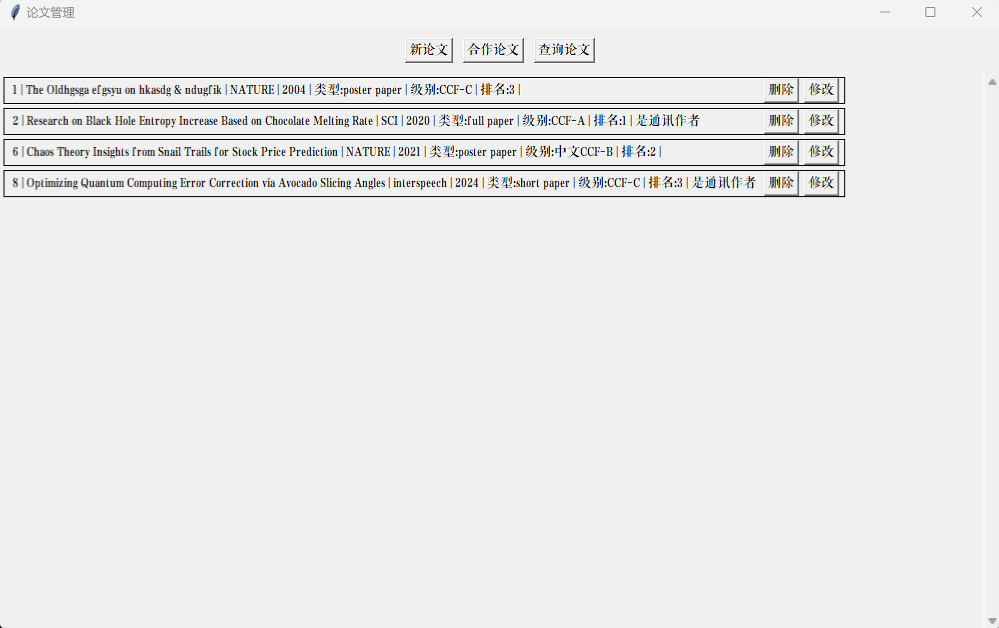 论文管理
新论文 合作论文 查询论文
1 | The Oldhgsga efgsyu on hkasdg & ndugfik | NATURE | 2004 | 类型:poster paper | 级别:CCF-C | 排名:3 | 删除 修改
2 | Research on Black Hole Entropy Increase Based on Chocolate Melting Rate | SCI | 2020 | 类型:full paper | 级别:CCF-A | 排名:1 | 是通讯作者 删除 修改
6 | Chaos Theory Insights from Snail Trails for Stock Price Prediction | NATURE | 2021 | 类型:poster paper | 级别:中文CCF-B | 排名:2 | 删除 修改
8 | Optimizing Quantum Computing Error Correction via Avocado Slicing Angles | interspeech | 2024 | 类型:short paper | 级别:CCF-C | 排名:3 | 是通讯作者 删除 修改